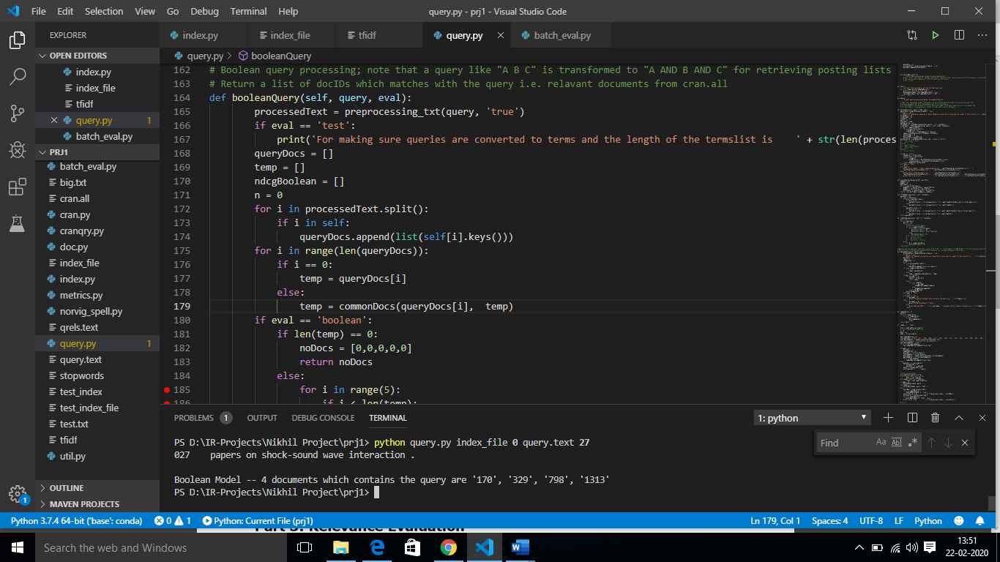 File Edit Selection View Go Debug Terminal Help query.py - prj1 - Visual Studio Code
EXPLORER
OPEN EDITORS
index.py
index_file
tfidf
query.py 1
batch_eval.py
PRJ1
batch_eval.py
big.txt
cran.all
cran.py
cranqry.py
doc.py
index_file
index.py
metrics.py
norvig_spell.py
qrels.text
query.py 1
query.text
stopwords
test_index
test_index_file
test.txt
tfidf
util.py
OUTLINE
MAVEN PROJECTS
1
index.py index_file tfidf query.py batch_eval.py
query.py > booleanQuery
162 # Boolean query processing; note that a query like "A B C" is transformed to "A AND B AND C" for retrieving posting lists
163 # Return a list of docIDs which matches with the query i.e. relavant documents from cran.all
164 def booleanQuery(self, query, eval):
165 processedText = preprocessing_txt(query, 'true')
166 if eval == 'test':
167 print('For making sure queries are converted to terms and the length of the termslist is    ' + str(len(proces
168 queryDocs = []
169 temp = []
170 ndcgBoolean = []
171 n = 0
172 for i in processedText.split():
173 if i in self:
174 queryDocs.append(list(self[i].keys()))
175 for i in range(len(queryDocs)):
176 if i == 0:
177 temp = queryDocs[i]
178 else:
179 temp = commonDocs(queryDocs[i],  temp)
180 if eval == 'boolean':
181 if len(temp) == 0:
182 noDocs = [0,0,0,0,0]
183 return noDocs
184 else:
185 for i in range(5):
186 if i < len(temp):
PROBLEMS 1 OUTPUT DEBUG CONSOLE TERMINAL 1: python
Find Aa Abl .*
PS D:\IR-Projects\Nikhil Project\prj1> python query.py index_file 0 query.text 27
027    papers on shock-sound wave interaction .
Boolean Model -- 4 documents which contains the query are '170', '329', '798', '1313'
PS D:\IR-Projects\Nikhil Project\prj1>
Python 3.7.4 64-bit ('base': conda) 0 1 Python: Current File (prj1) Ln 179, Col 1 Spaces: 4 UTF-8 LF Python
Relevance Evaluation
Search the web and Windows
13:51
22-02-2020